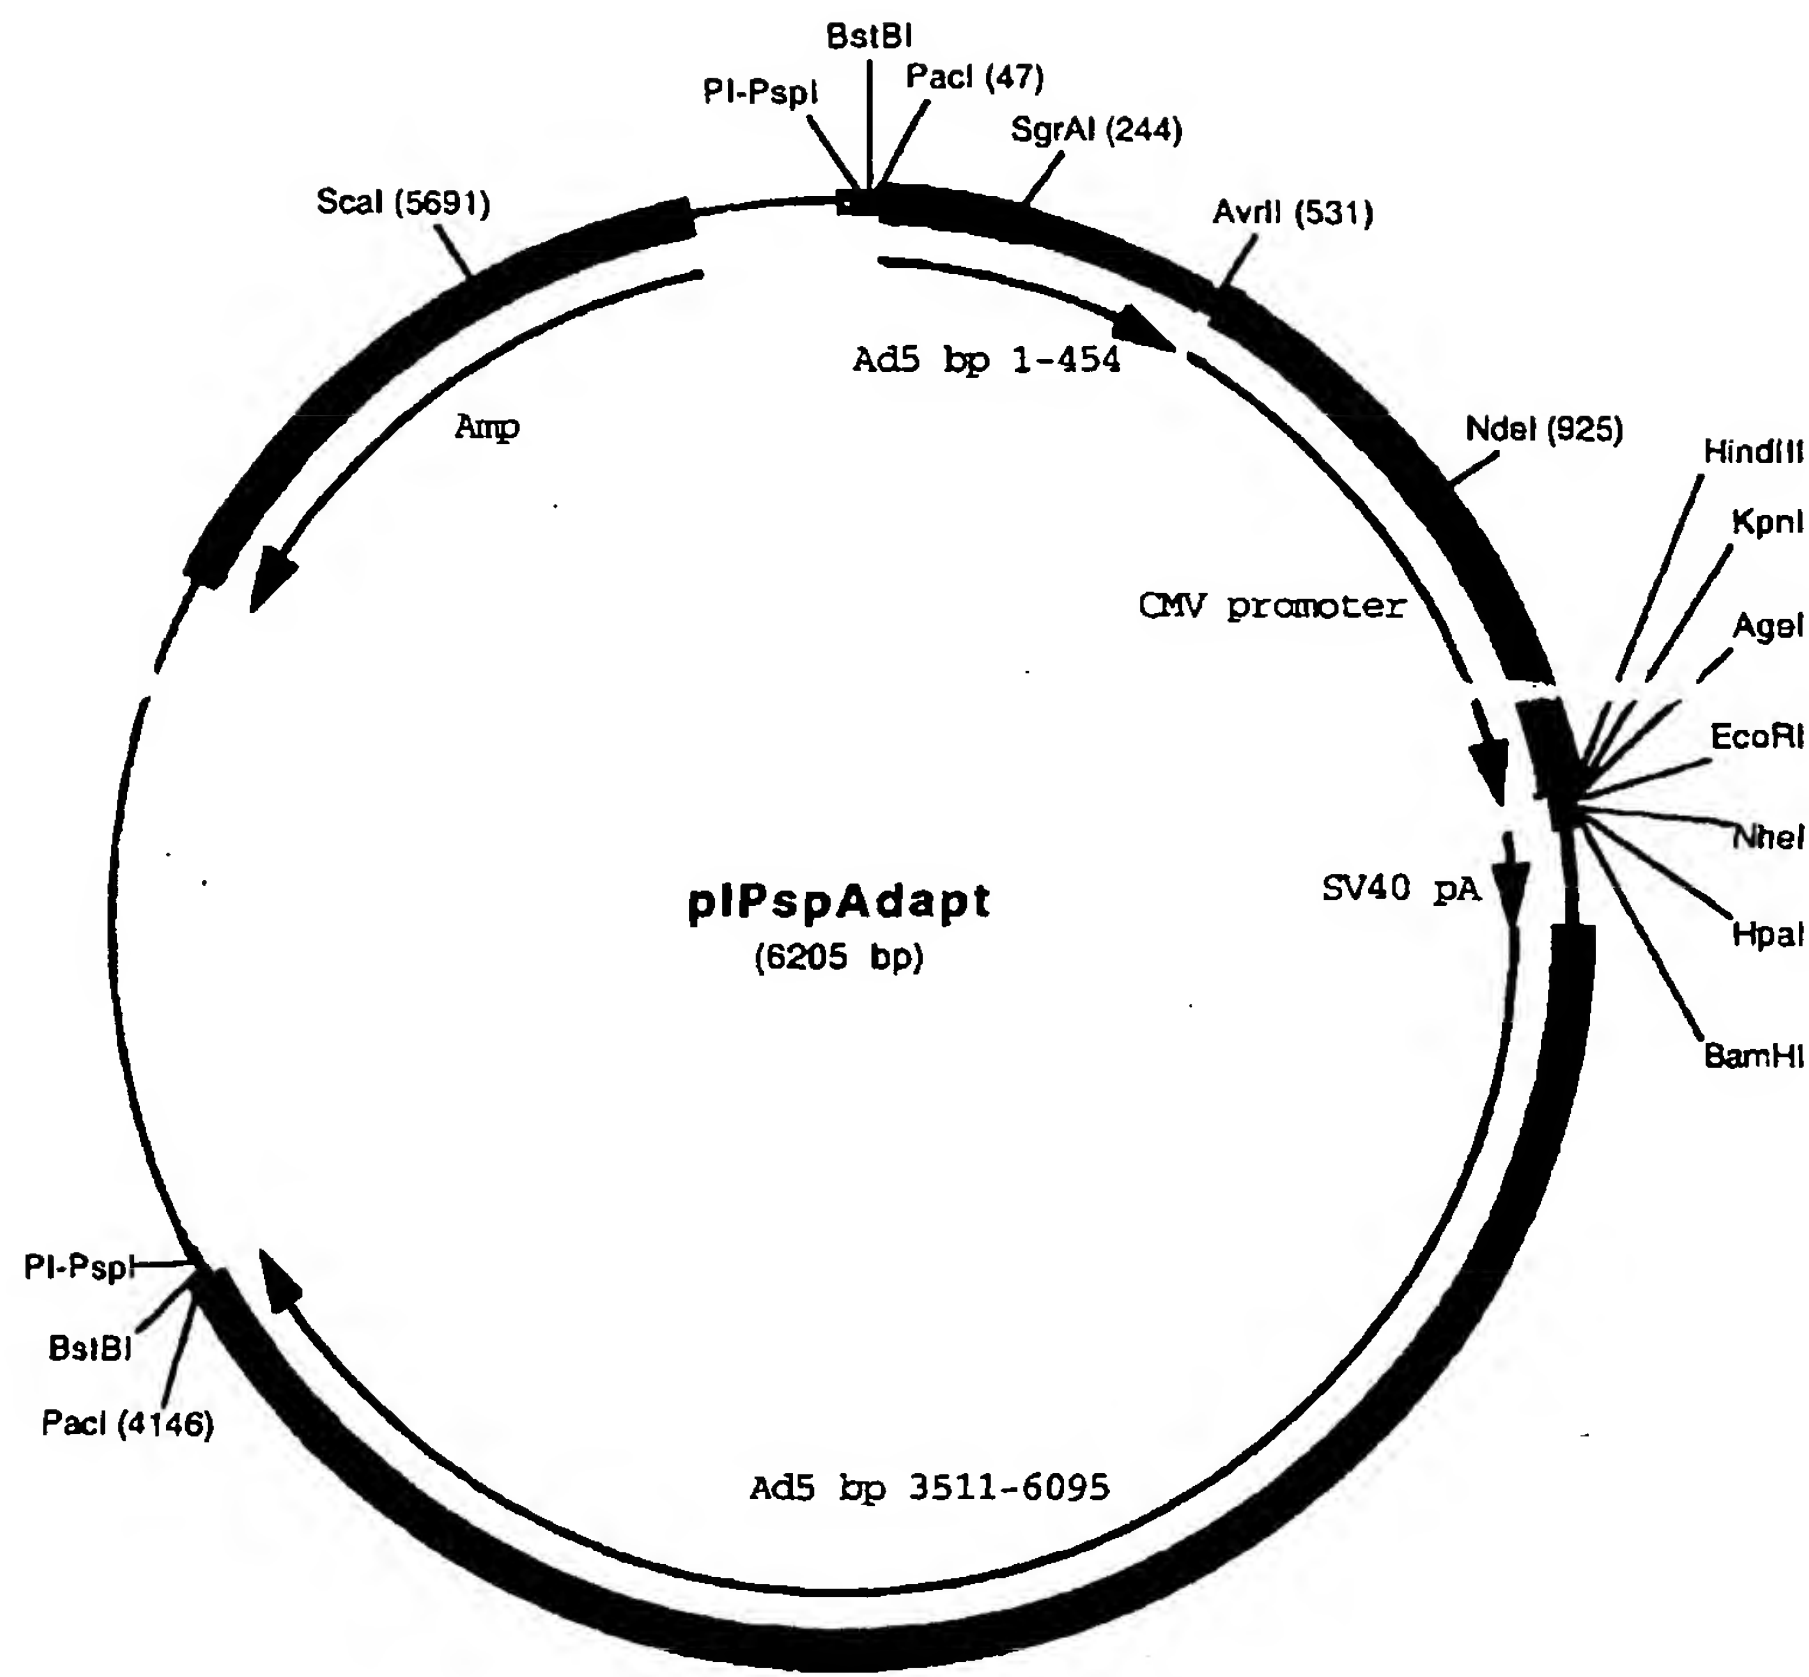 BstBI
PacI (47)
PI-PspI
SgrAI (244)
ScaI (5691)
AvrII (531)
Ad5 bp 1-454
Amp
NdeI (925)
HindIII
KpnI
CMV promoter
AgeI
EcoRI
NheI
SV40 pA
pIPspAdapt
(6205 bp)
HpaI
BamHI
PI-PspI
BstBI
PacI (4146)
Ad5 bp 3511-6095